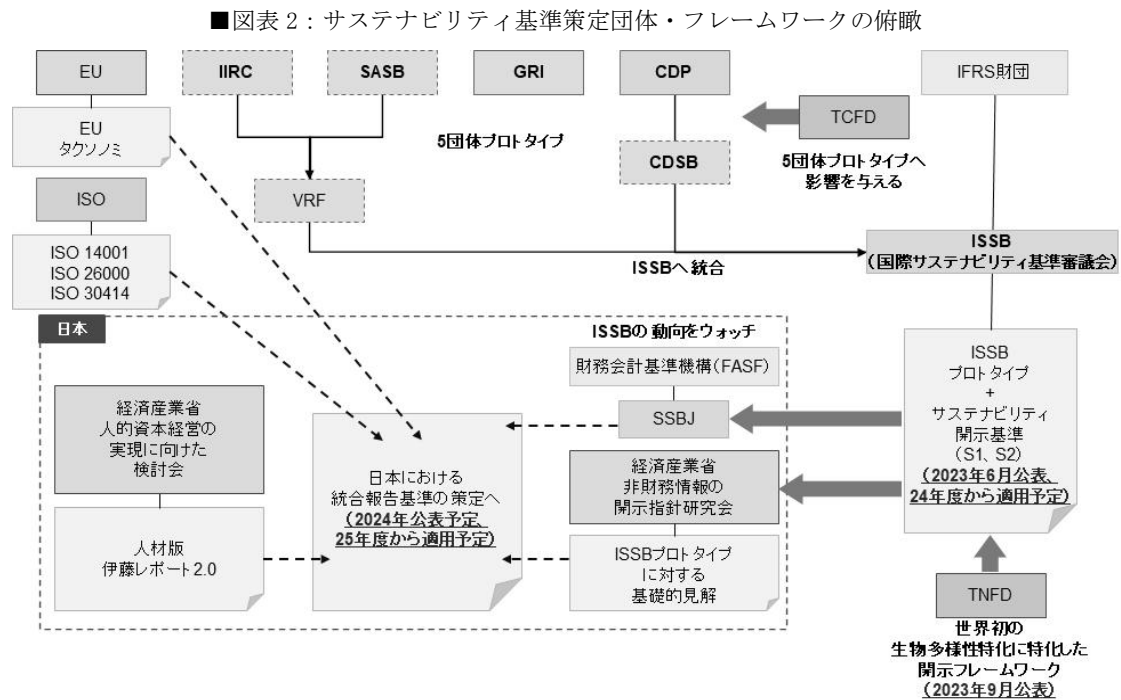 ■図表 2：サステナビリティ基準策定団体・フレームワークの俯瞰
EU
IIRC
SASB
GRI
CDP
IFRS財団
EU
タクソノミ
5団体プロトタイプ
TCFD
CDSB
5団体プロトタイプへ
影響を与える
ISO
VRF
ISO 14001
ISO 26000
ISO 30414
ISSBへ統合
ISSB
（国際サステナビリティ基準審議会）
日本
ISSBの動向をウォッチ
財務会計基準機構（FASF）
SSBJ
経済産業省
人的資本経営の
実現に向けた
検討会
人材版
伊藤レポート2.0
日本における
統合報告基準の策定へ
（2024年公表予定、
25年度から適用予定）
経済産業省
非財務情報の
開示指針研究会
ISSBプロトタイプ
に対する
基礎的見解
ISSB
プロトタイプ
+
サステナビリティ
開示基準
（S1、S2）
（2023年6月公表、
24年度から適用予定）
TNFD
世界初の
生物多様性特化に特化した
開示フレームワーク
（2023年9月公表）